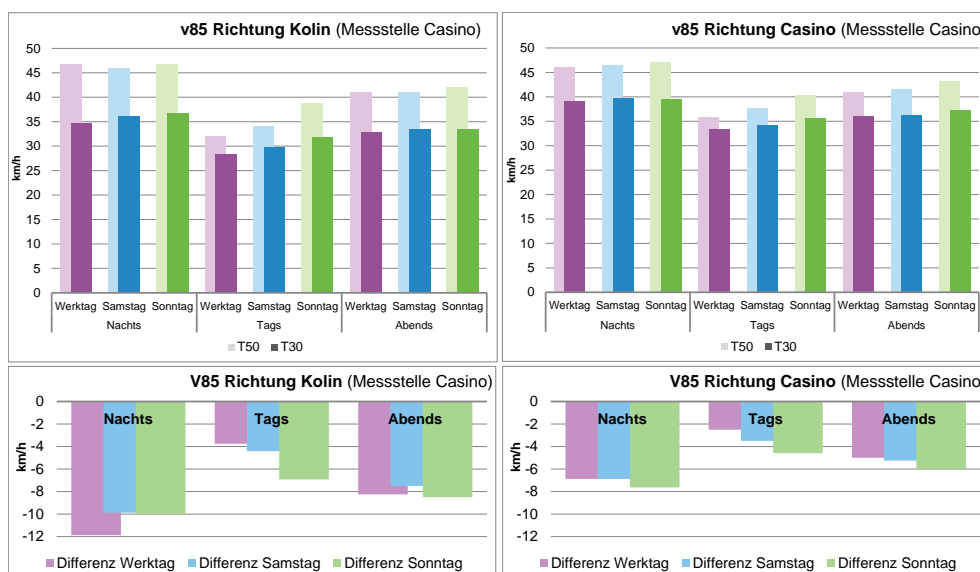 v85 Richtung Kolin (Messstelle Casino)
50
45
40
35
30
25
20
15
10
5
0
km/h
Werktag Samstag Sonntag Werktag Samstag Sonntag Werktag Samstag Sonntag
Nachts Tags Abends
T50 T30
v85 Richtung Casino (Messstelle Casino)
50
45
40
35
30
25
20
15
10
5
0
km/h
Werktag Samstag Sonntag Werktag Samstag Sonntag Werktag Samstag Sonntag
Nachts Tags Abends
T50 T30
V85 Richtung Kolin (Messstelle Casino)
0
-2
-4
-6
-8
-10
-12
km/h
Nachts Tags Abends
Differenz Werktag Differenz Samstag Differenz Sonntag
V85 Richtung Casino (Messstelle Casino)
0
-2
-4
-6
-8
-10
-12
km/h
Nachts Tags Abends
Differenz Werktag Differenz Samstag Differenz Sonntag